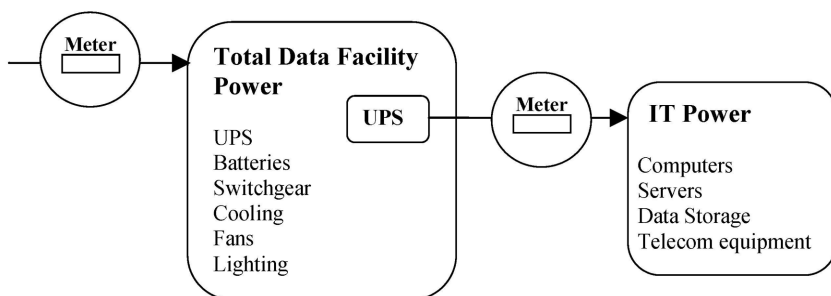 Meter
Total Data Facility
Power
UPS
UPS
Batteries
Switchgear
Cooling
Fans
Lighting
Meter
IT Power
Computers
Servers
Data Storage
Telecom equipment